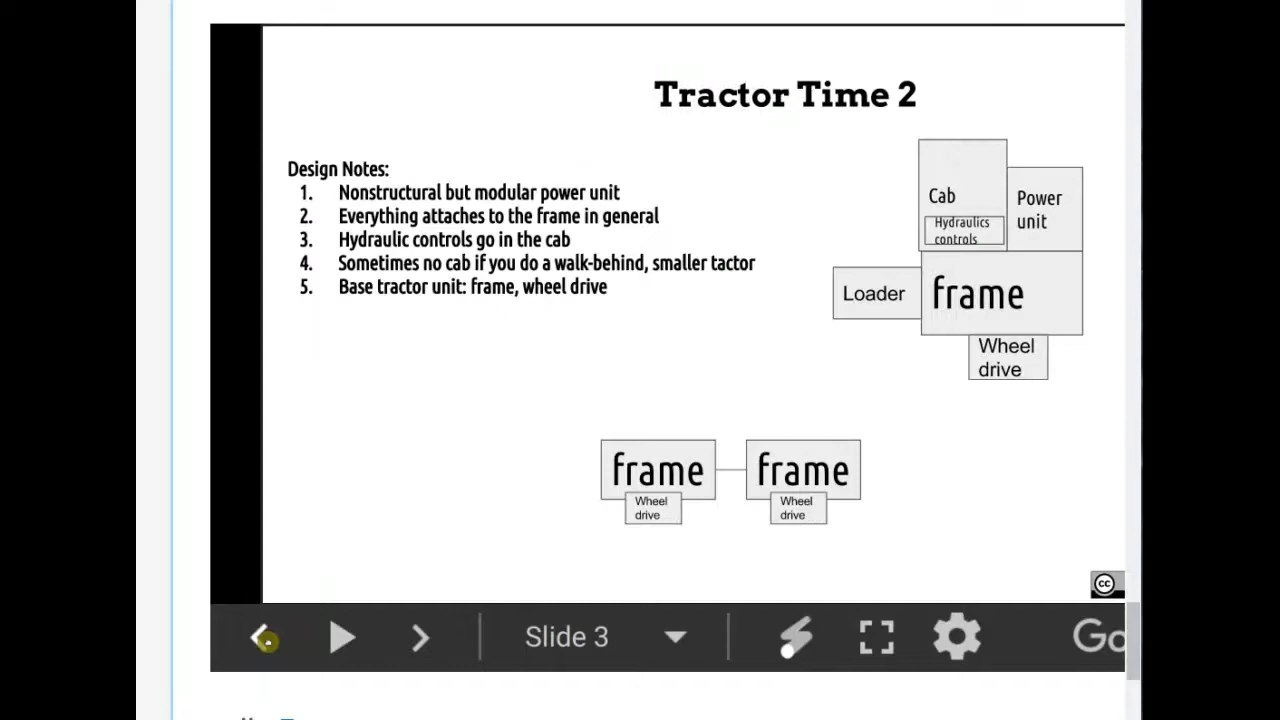 Tractor Time 2
Design Notes:
1. Nonstructural but modular power unit
2. Everything attaches to the frame in general
3. Hydraulic controls go in the cab
4. Sometimes no cab if you do a walk-behind, smaller tactor
5. Base tractor unit: frame, wheel drive
Cab
Hydraulics
controls
Power
unit
Loader
frame
Wheel
drive
frame
Wheel
drive
frame
Wheel
drive
cc
Slide 3
Go